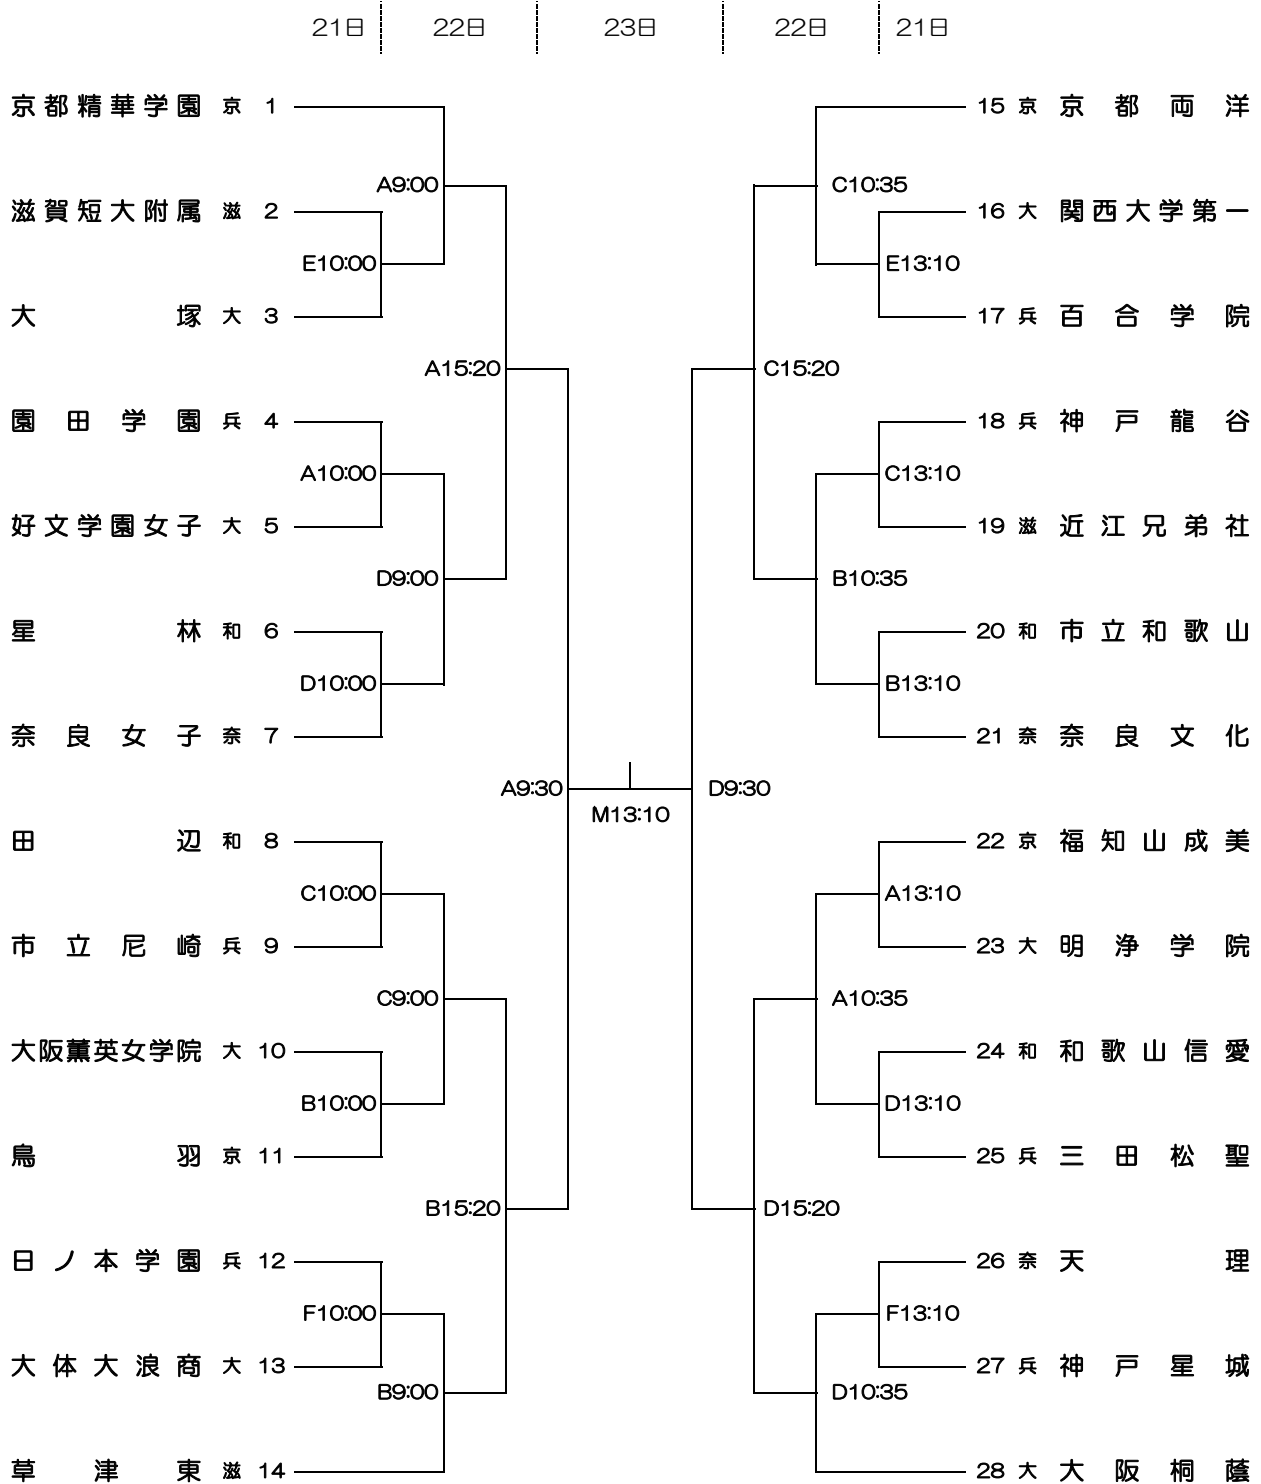 21日 22日 23日 22日 21日
京都精華学園 京 1
15 京 京都両洋
A9:00
C10:35
滋賀短大附属 滋 2
16 大 関西大学第一
E10:00
E13:10
大塚 大 3
17 兵 百合学院
A15:20
C15:20
園田学園 兵 4
18 兵 神戸龍谷
A10:00
C13:10
好文学園女子 大 5
19 滋 近江兄弟社
D9:00
B10:35
星林 和 6
20 和 市立和歌山
D10:00
B13:10
奈良女子 奈 7
21 奈 奈良文化
A9:30
D9:30
M13:10
田辺 和 8
22 京 福知山成美
C10:00
A13:10
市立尼崎 兵 9
23 大 明浄学院
C9:00
A10:35
大阪薫英女学院 大 10
24 和 和歌山信愛
B10:00
D13:10
鳥羽 京 11
25 兵 三田松聖
B15:20
D15:20
日ノ本学園 兵 12
26 奈 天理
F10:00
F13:10
大体大浪商 大 13
27 兵 神戸星城
B9:00
D10:35
草津東 滋 14
28 大 大阪桐蔭